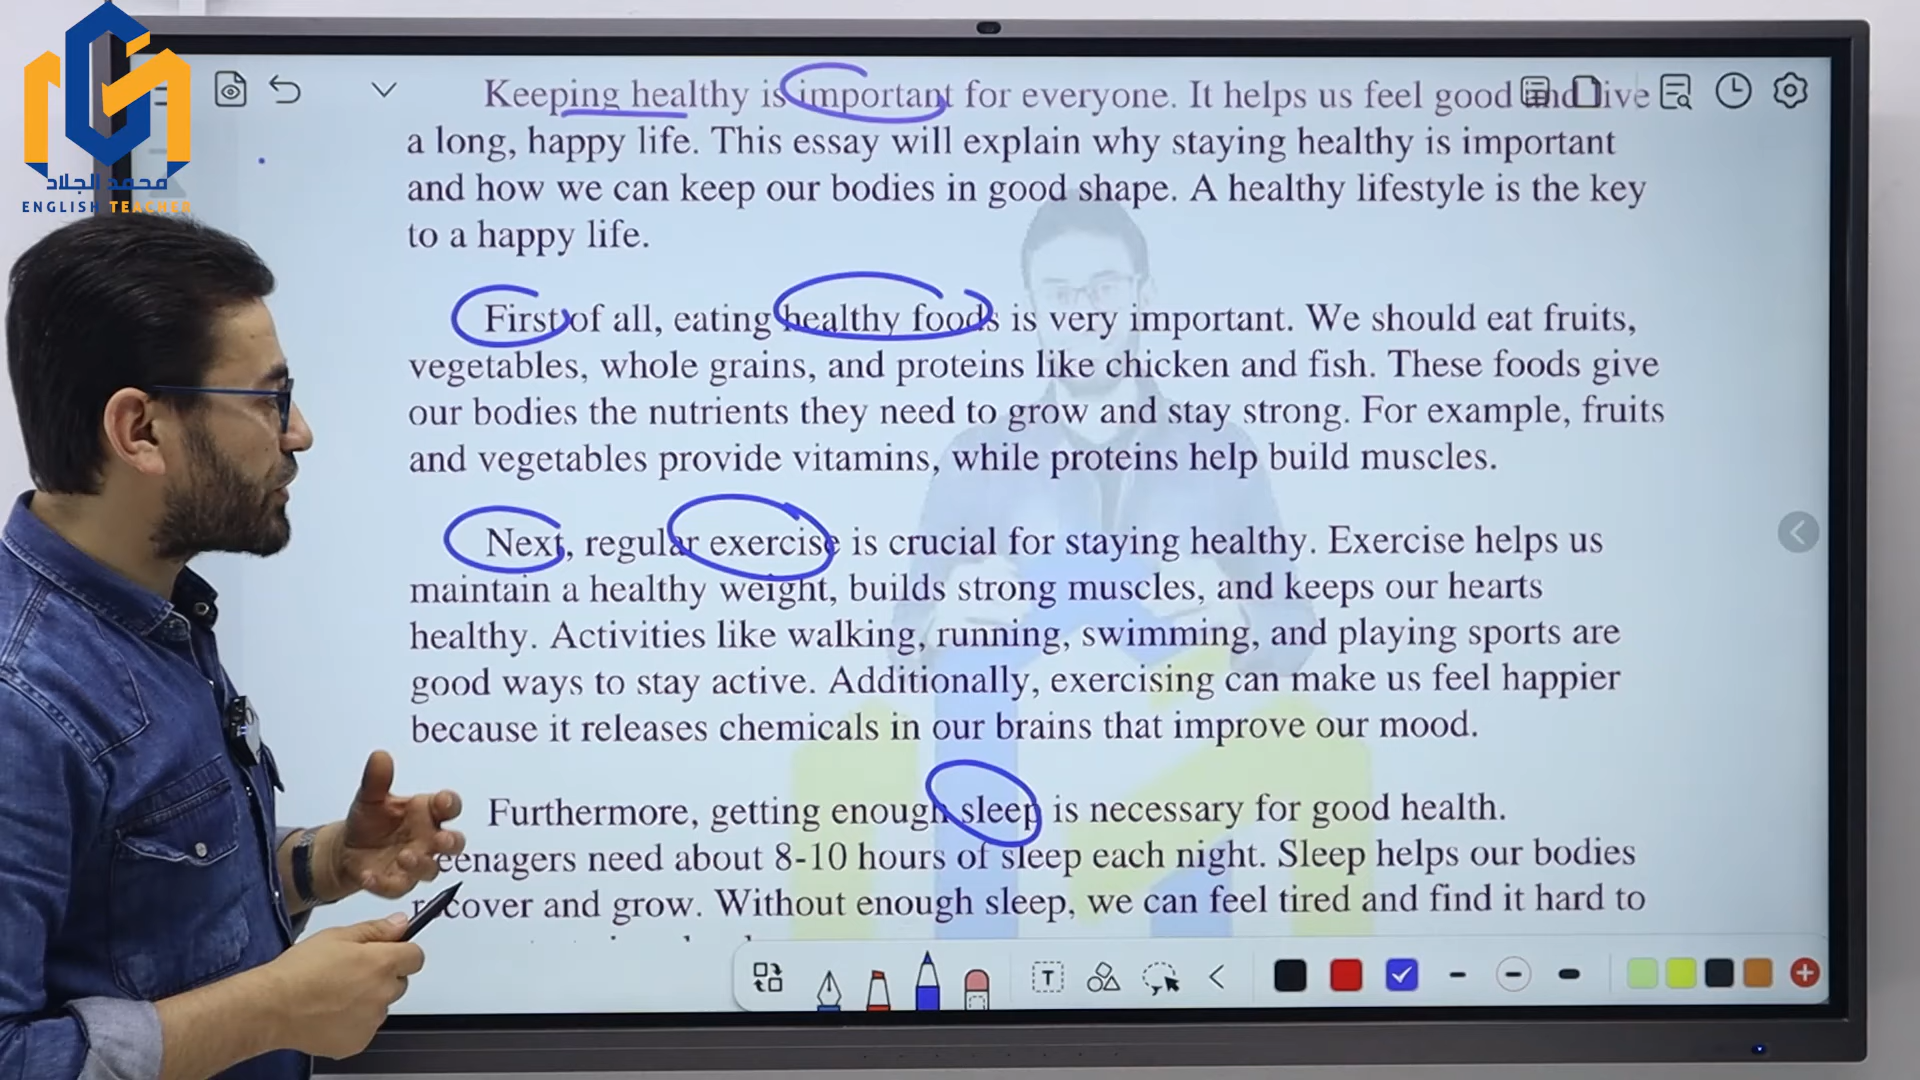 محمد الجلاد
ENGLISH TEACHER
Keeping healthy is important for everyone. It helps us feel good and live
a long, happy life. This essay will explain why staying healthy is important
and how we can keep our bodies in good shape. A healthy lifestyle is the key
to a happy life.
First of all, eating healthy foods is very important. We should eat fruits,
vegetables, whole grains, and proteins like chicken and fish. These foods give
our bodies the nutrients they need to grow and stay strong. For example, fruits
and vegetables provide vitamins, while proteins help build muscles.
Next, regular exercise is crucial for staying healthy. Exercise helps us
maintain a healthy weight, builds strong muscles, and keeps our hearts
healthy. Activities like walking, running, swimming, and playing sports are
good ways to stay active. Additionally, exercising can make us feel happier
because it releases chemicals in our brains that improve our mood.
Furthermore, getting enough sleep is necessary for good health.
eenagers need about 8-10 hours of sleep each night. Sleep helps our bodies
recover and grow. Without enough sleep, we can feel tired and find it hard to
T